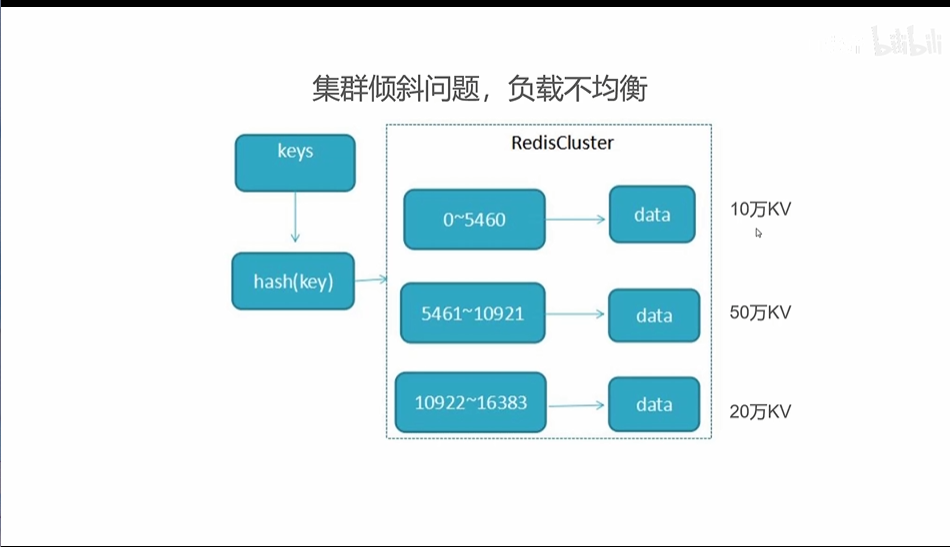 bilibili
集群倾斜问题，负载不均衡
keys
RedisCluster
0~5460
data
10万KV
hash(key)
5461~10921
data
50万KV
10922~16383
data
20万KV